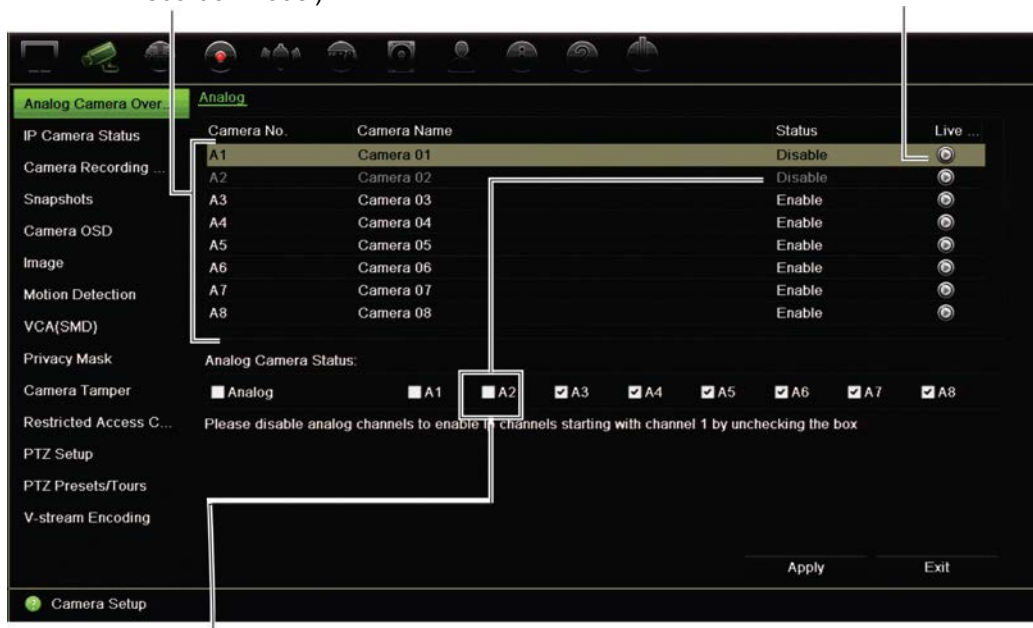 Analog Camera Over...
Analog
IP Camera Status
Camera Recording ...
Snapshots
Camera OSD
Image
Motion Detection
VCA(SMD)
Privacy Mask
Camera Tamper
Restricted Access C...
PTZ Setup
PTZ Presets/Tours
V-stream Encoding
Camera No. Camera Name Status Live ...
A1 Camera 01 Disable
A2 Camera 02 Disable
A3 Camera 03 Enable
A4 Camera 04 Enable
A5 Camera 05 Enable
A6 Camera 06 Enable
A7 Camera 07 Enable
A8 Camera 08 Enable
Analog Camera Status:
Analog A1 A2 A3 A4 A5 A6 A7 A8
Please disable analog channels to enable channels starting with channel 1 by unchecking the box
Apply Exit
Camera Setup